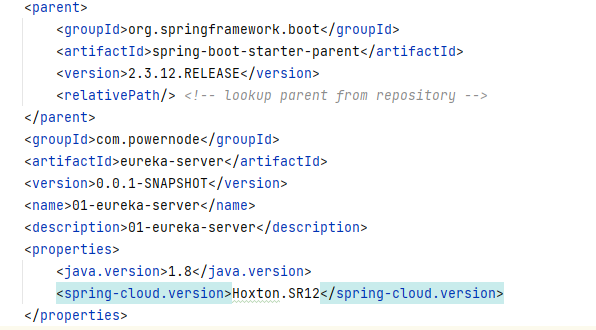 <parent>
<groupId>org.springframework.boot</groupId>
<artifactId>spring-boot-starter-parent</artifactId>
<version>2.3.12.RELEASE</version>
<relativePath/> <!-- lookup parent from repository -->
</parent>
<groupId>com.powernode</groupId>
<artifactId>eureka-server</artifactId>
<version>0.0.1-SNAPSHOT</version>
<name>01-eureka-server</name>
<description>01-eureka-server</description>
<properties>
<java.version>1.8</java.version>
<spring-cloud.version>Hoxton.SR12</spring-cloud.version>
</properties>